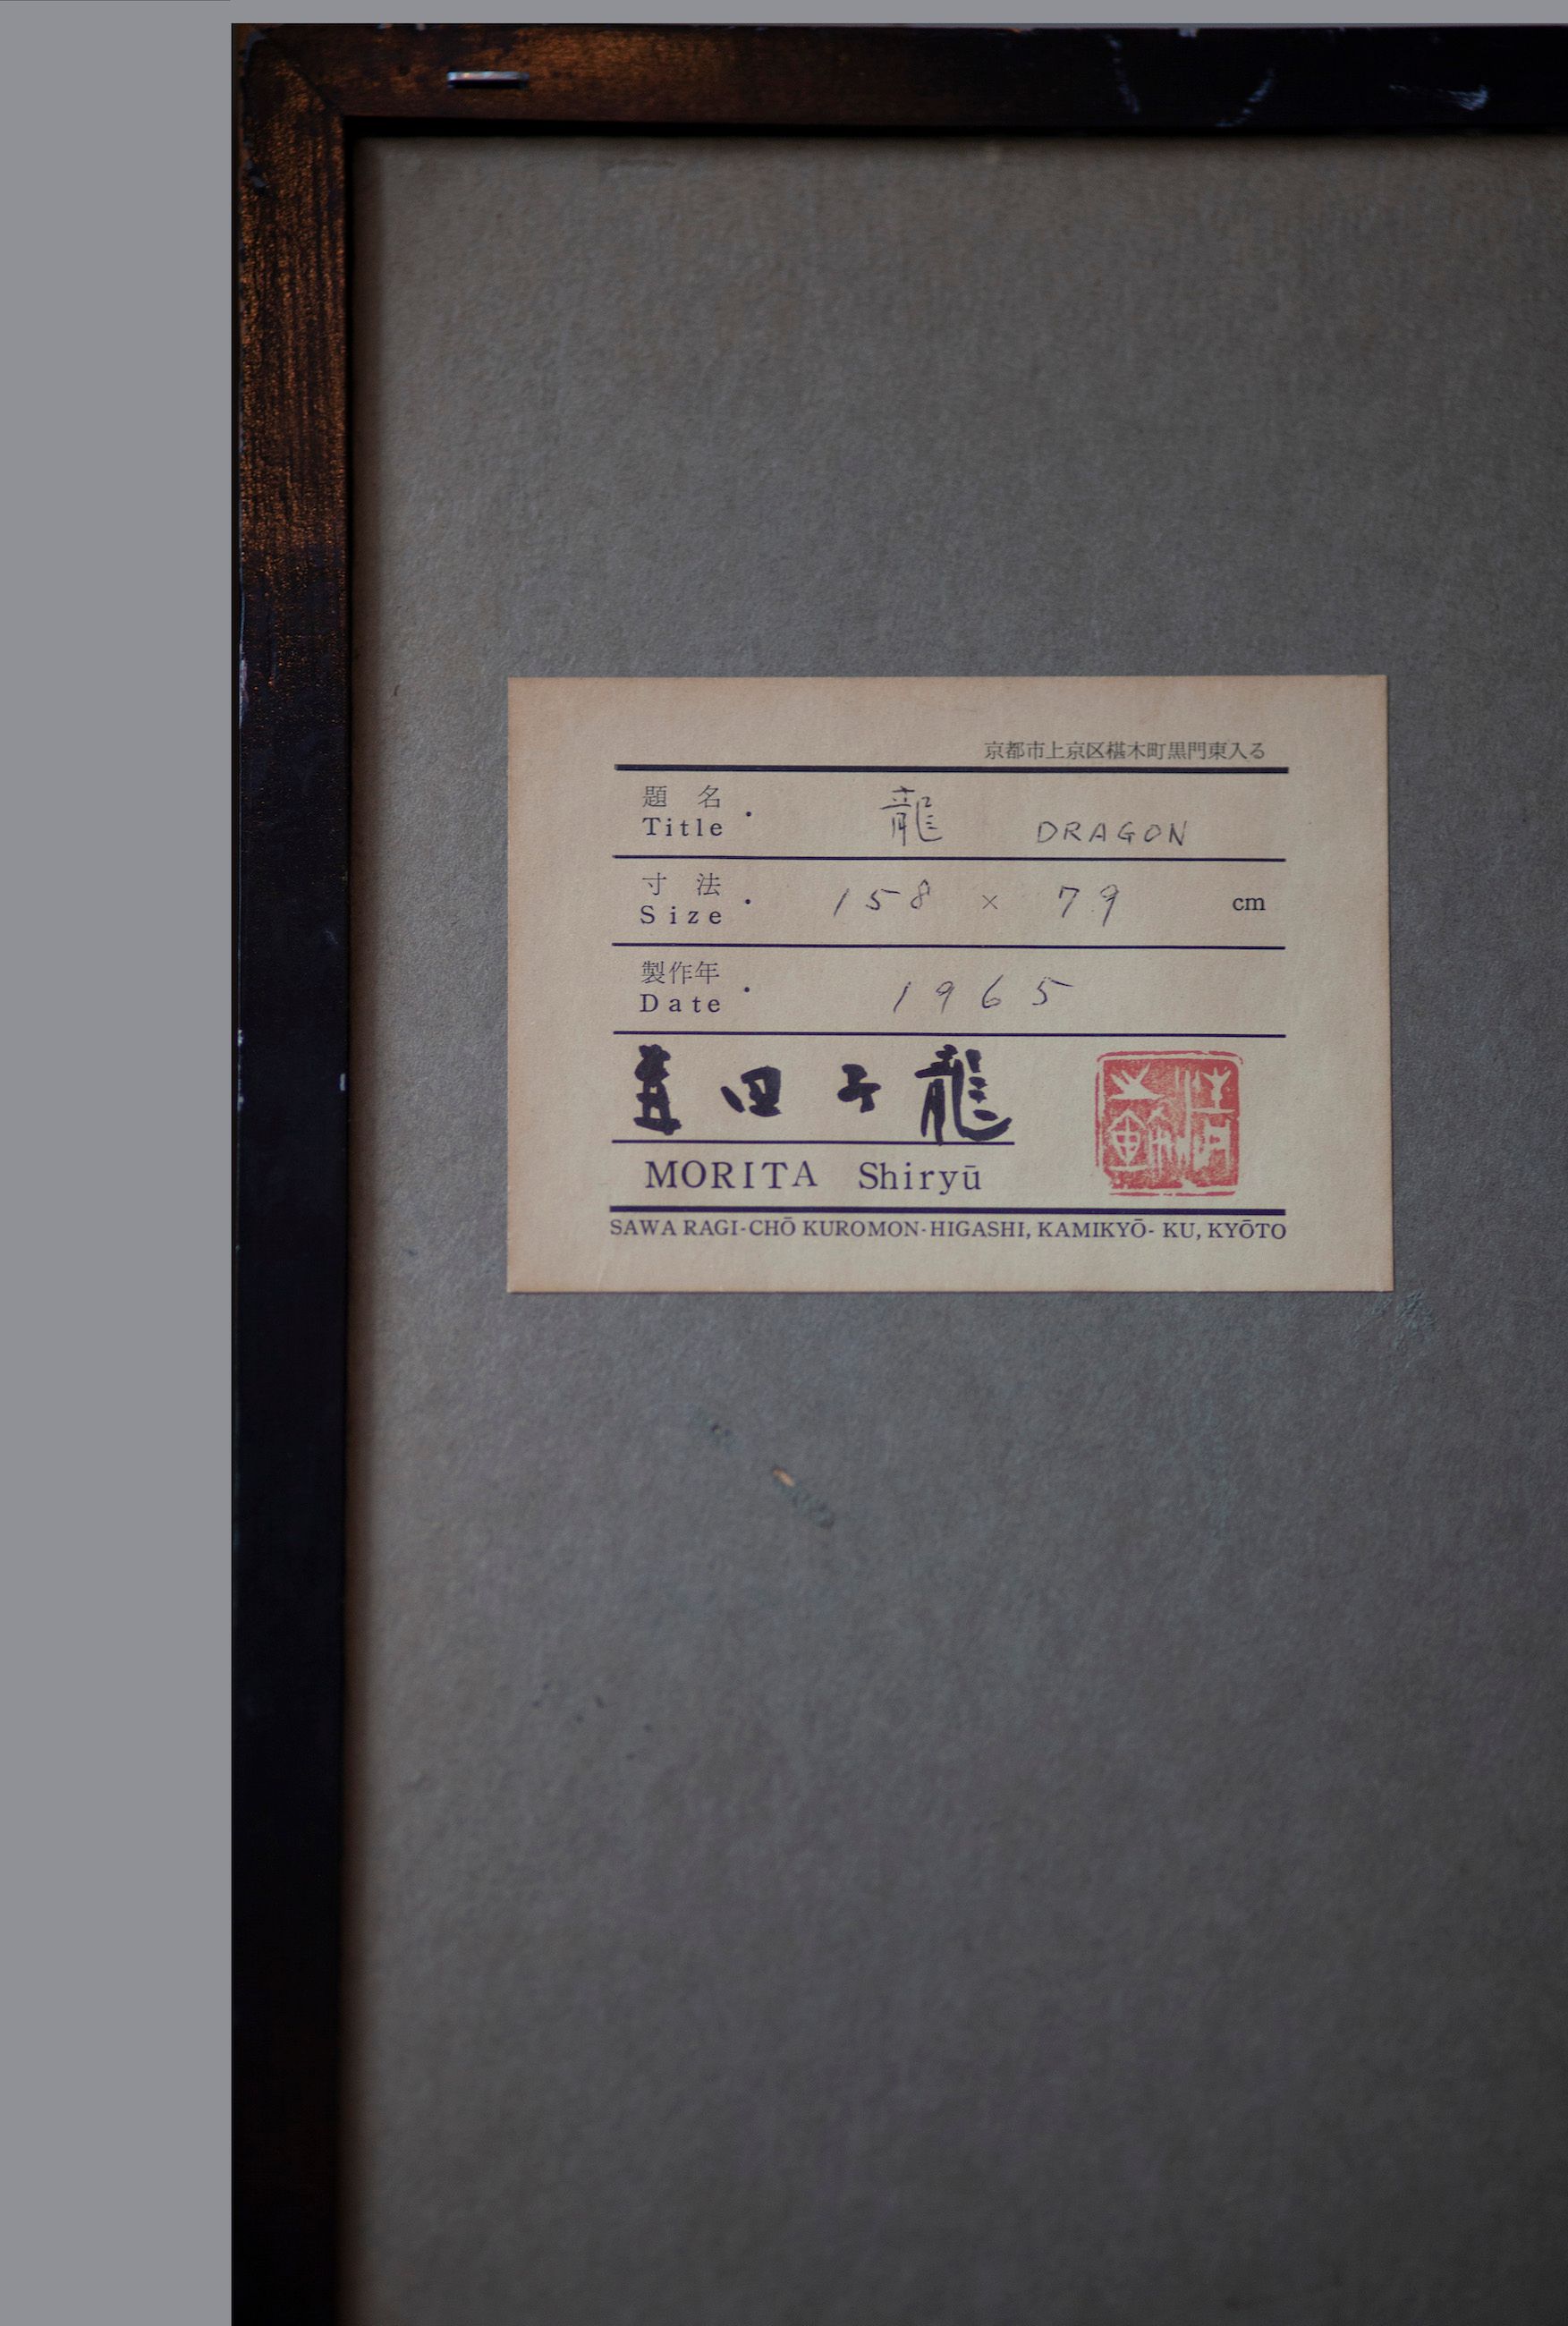 京都市上京区椹木町黒門東入る
題 名
Title · 龍 DRAGON
寸 法
Size · 158 × 79 cm
製作年
Date · 1965
森田子龍
MORITA Shiryū
SAWA RAGI-CHŌ KUROMON-HIGASHI, KAMIKYŌ- KU, KYŌTO